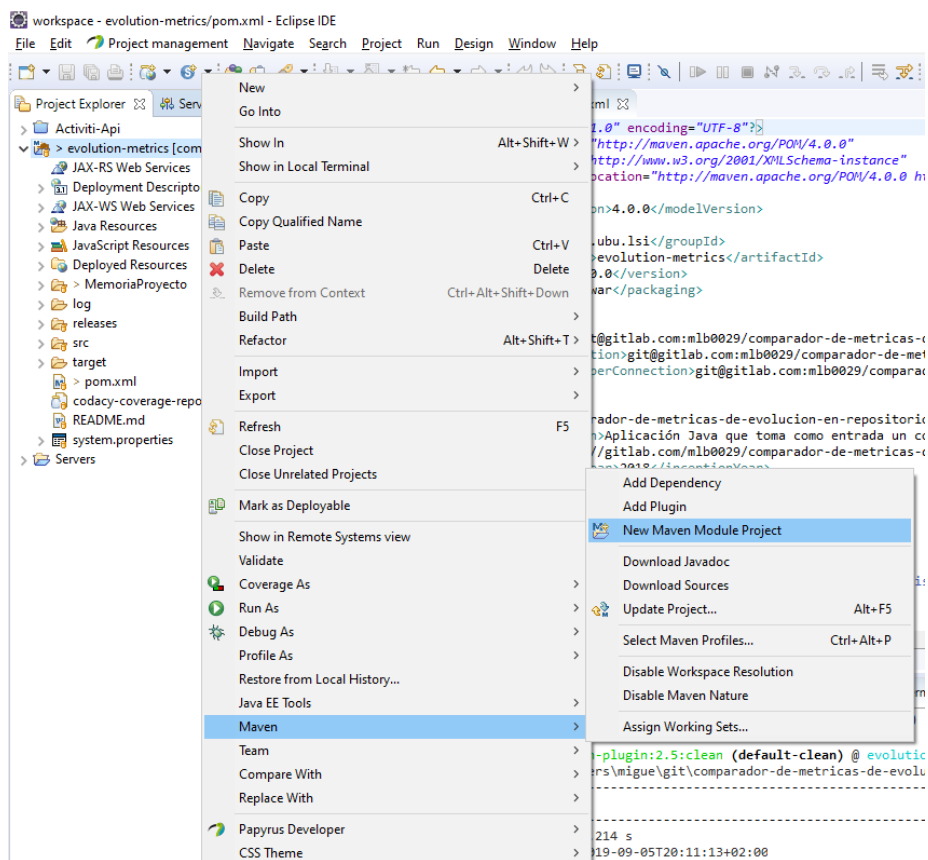 workspace - evolution-metrics/pom.xml - Eclipse IDE
File Edit Project management Navigate Search Project Run Design Window Help
Project Explorer Serv
Activiti-Api
> evolution-metrics [com
JAX-RS Web Services
Deployment Descripto
JAX-WS Web Services
Java Resources
JavaScript Resources
Deployed Resources
> MemoriaProyecto
log
releases
src
target
> pom.xml
codacy-coverage-repo
README.md
system.properties
Servers
New
Go Into
Show In Alt+Shift+W >
Show in Local Terminal
Copy Ctrl+C
Copy Qualified Name
Paste Ctrl+V
Delete Delete
Remove from Context Ctrl+Alt+Shift+Down
Build Path
Refactor Alt+Shift+T >
Import
Export
Refresh F5
Close Project
Close Unrelated Projects
Mark as Deployable
Show in Remote Systems view
Validate
Coverage As
Run As
Debug As
Profile As
Restore from Local History...
Java EE Tools
Maven
Team
Compare With
Replace With
Papyrus Developer
CSS Theme
Add Dependency
Add Plugin
New Maven Module Project
Download Javadoc
Download Sources
Update Project... Alt+F5
Select Maven Profiles... Ctrl+Alt+P
Disable Workspace Resolution
Disable Maven Nature
Assign Working Sets...
ml
1.0" encoding="UTF-8"?>
"http://maven.apache.org/POM/4.0.0"
http://www.w3.org/2001/XMLSchema-instance"
ocation="http://maven.apache.org/POM/4.0.0 ht
on>4.0.0</modelVersion>
.ubu.lsi</groupId>
>evolution-metrics</artifactId>
0.0</version>
war</packaging>
t@gitlab.com:mlb0029/comparador-de-metricas-d
tion>git@gitlab.com:mlb0029/comparador-de-met
perConnection>git@gitlab.com:mlb0029/comparad
rador-de-metricas-de-evolucion-en-repositorio
n>Aplicación Java que toma como entrada un co
//gitlab.com/mlb0029/comparador-de-metricas-d
ear>2018</inceptionYear>
n-plugin:2.5:clean (default-clean) @ evolutio
ers\migue\git\comparador-de-metricas-de-evolu
214 s
19-09-05T20:11:13+02:00